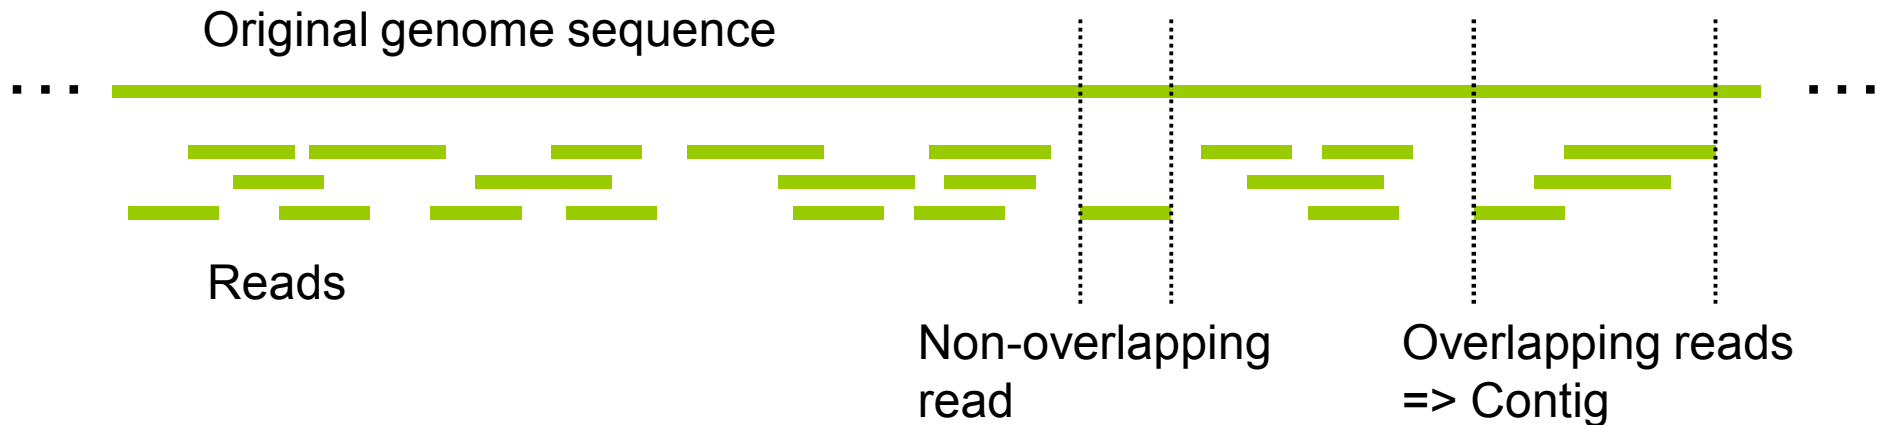 Original genome sequence
... ...
Reads
Non-overlapping
read
Overlapping reads
=> Contig